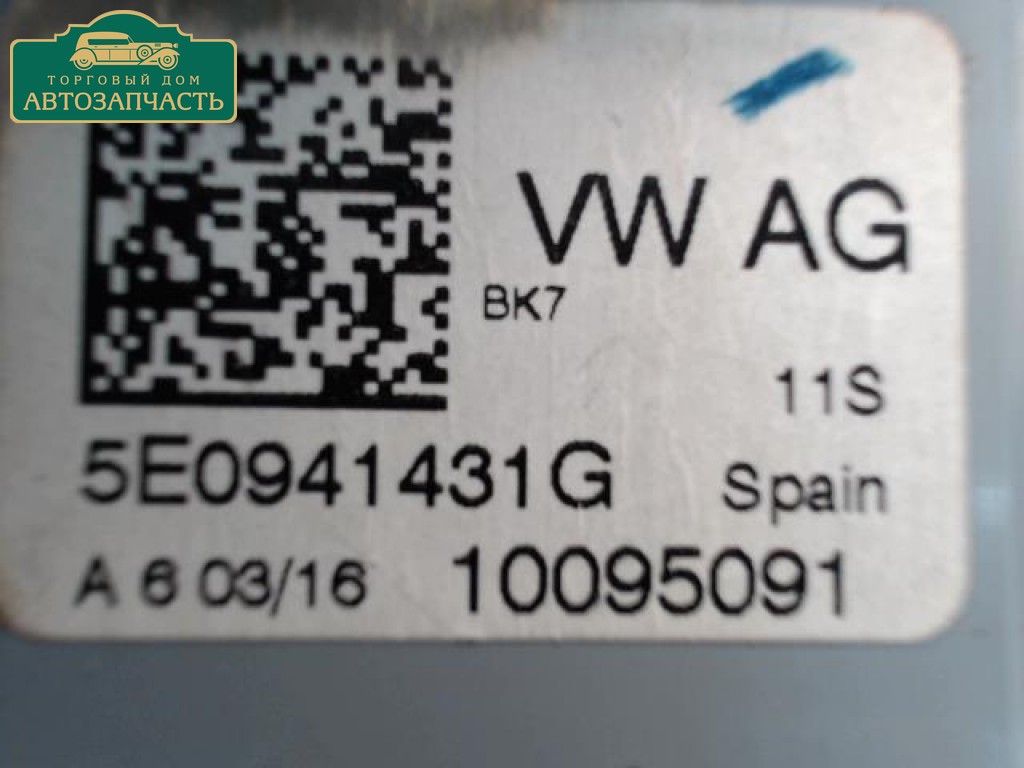 ТОРГОВЫЙ ДОМ
АВТОЗАПЧАСТЬ
VW AG
BK7
11S
5E0941431G Spain
A 6 03/16 10095091